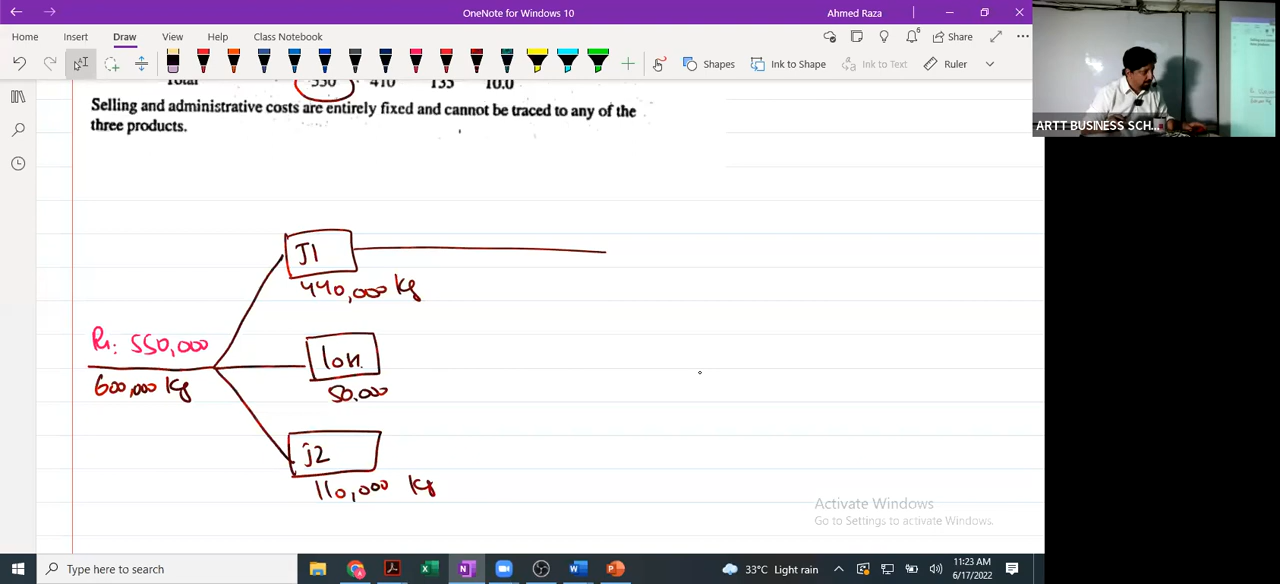 OneNote for Windows 10
Ahmed Raza
Home Insert Draw View Help Class Notebook
Share
Shapes Ink to Shape Ink to Text Ruler
Total 550 410 135 10.0
Selling and administrative costs are entirely fixed and cannot be traced to any of the
three products.
ARTT BUSINESS SCH...
J1
440,000 Kg
Rs: 550,000
600,000 Kg
loss
50.000
j2
110,000 Kg
Activate Windows
Go to Settings to activate Windows.
Type here to search
33°C Light rain
11:23 AM
6/17/2022